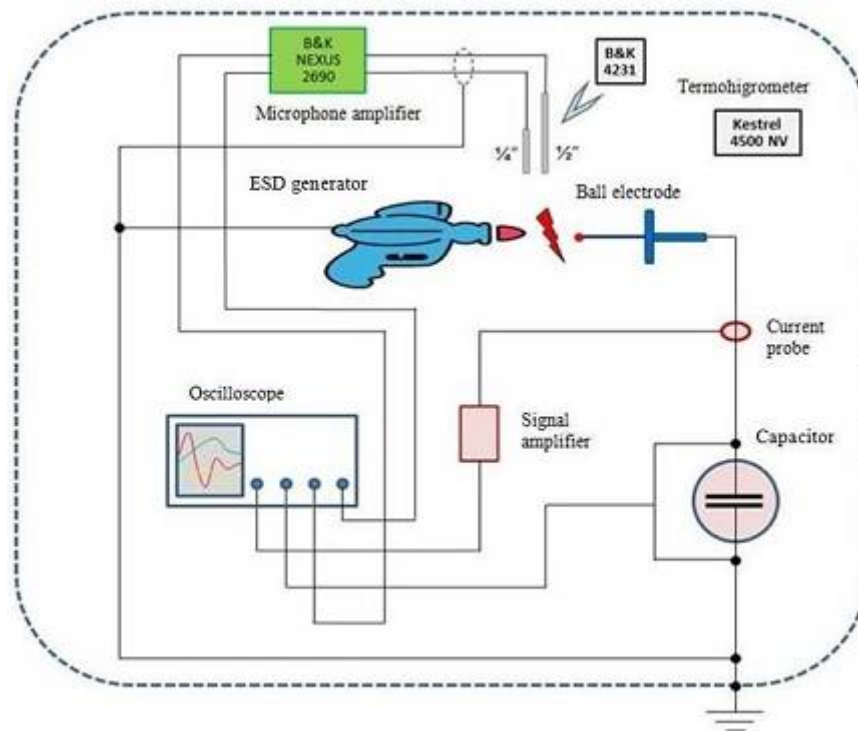 B&K
NEXUS
2690
B&K
4231
Termohigrometer
Microphone amplifier
Kestrel
4500 NV
¼"
½"
ESD generator
Ball electrode
Current
probe
Oscilloscope
Signal
amplifier
Capacitor